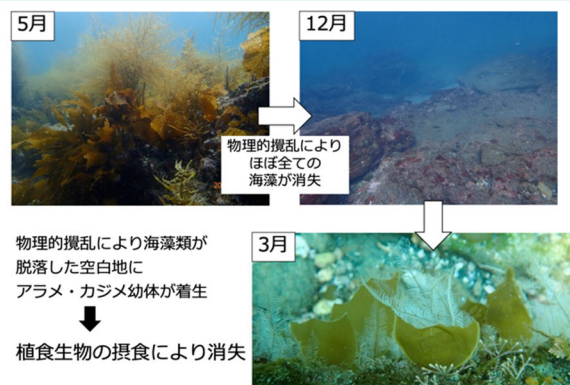 5月
12月
物理的攪乱により
ほぼ全ての
海藻が消失
3月
物理的攪乱により海藻類が
脱落した空白地に
アラメ・カジメ幼体が着生
植食生物の摂食により消失